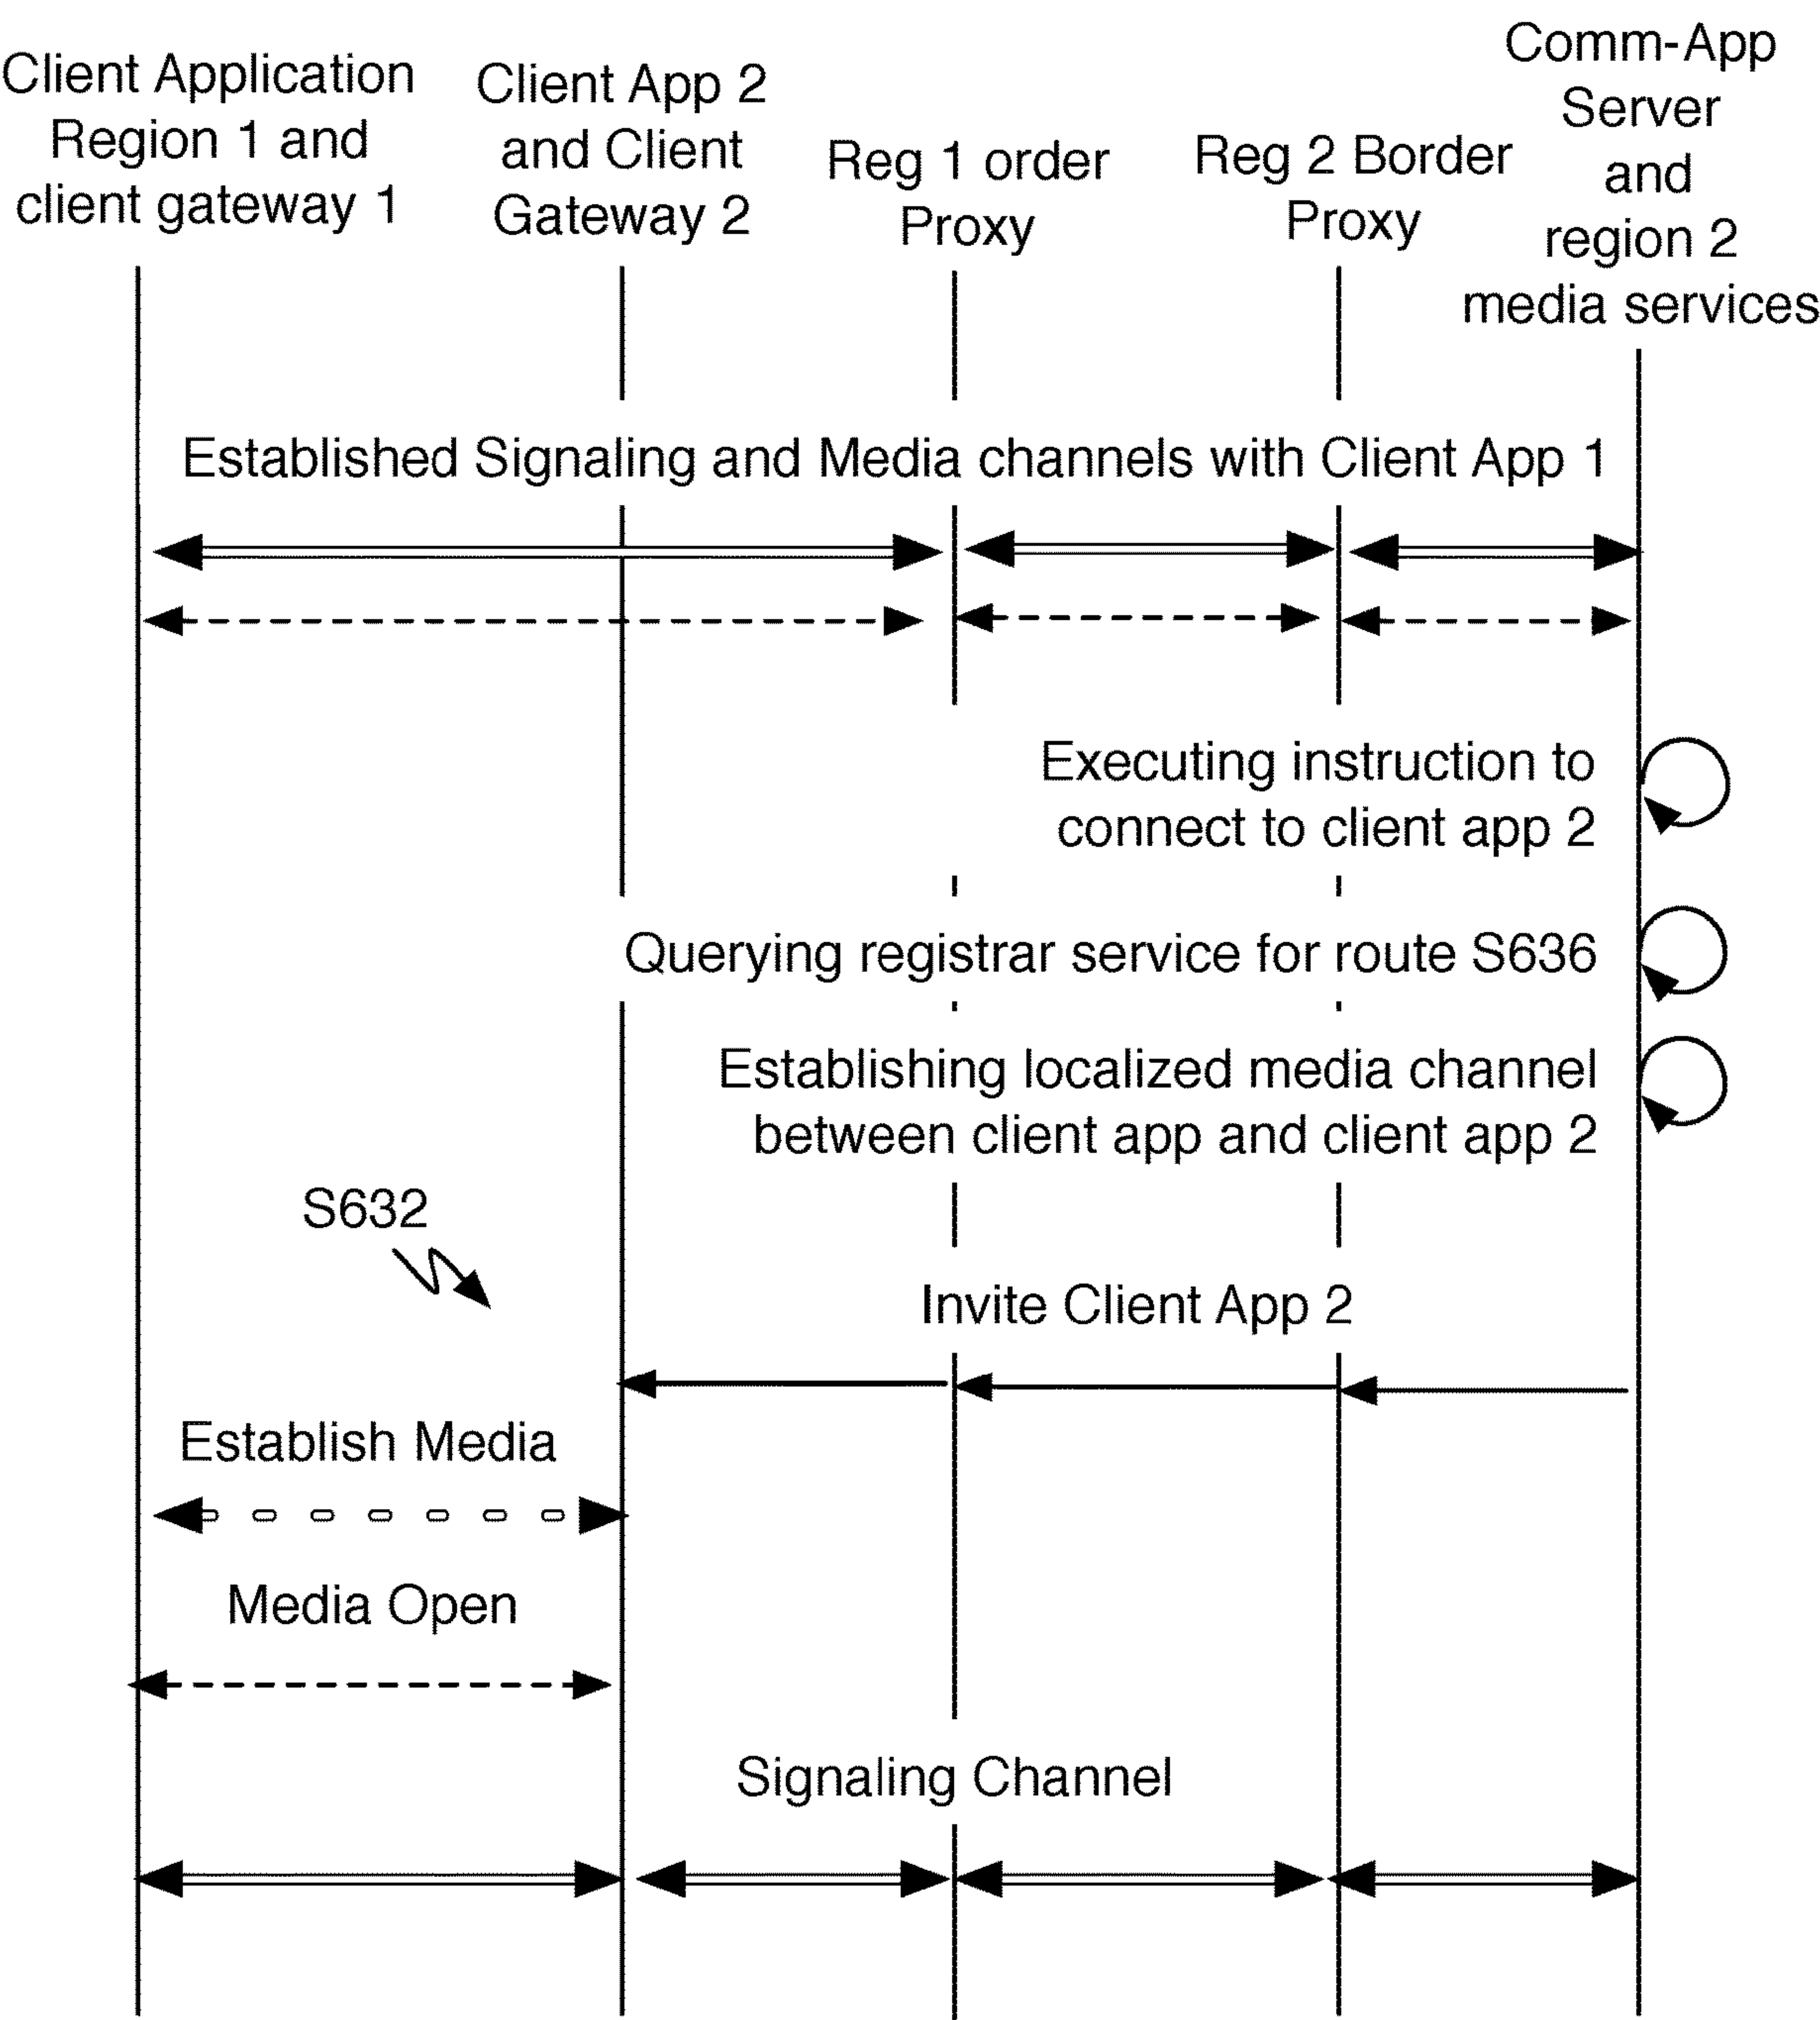 Client Application
Region 1 and
client gateway 1
Client App 2
and Client
Gateway 2
Reg 1 order
Proxy
Reg 2 Border
Proxy
Comm-App
Server
and
region 2
media services
Established Signaling and Media channels with Client App 1
Executing instruction to
connect to client app 2
Querying registrar service for route S636
Establishing localized media channel
between client app and client app 2
S632
Invite Client App 2
Establish Media
Media Open
Signaling Channel